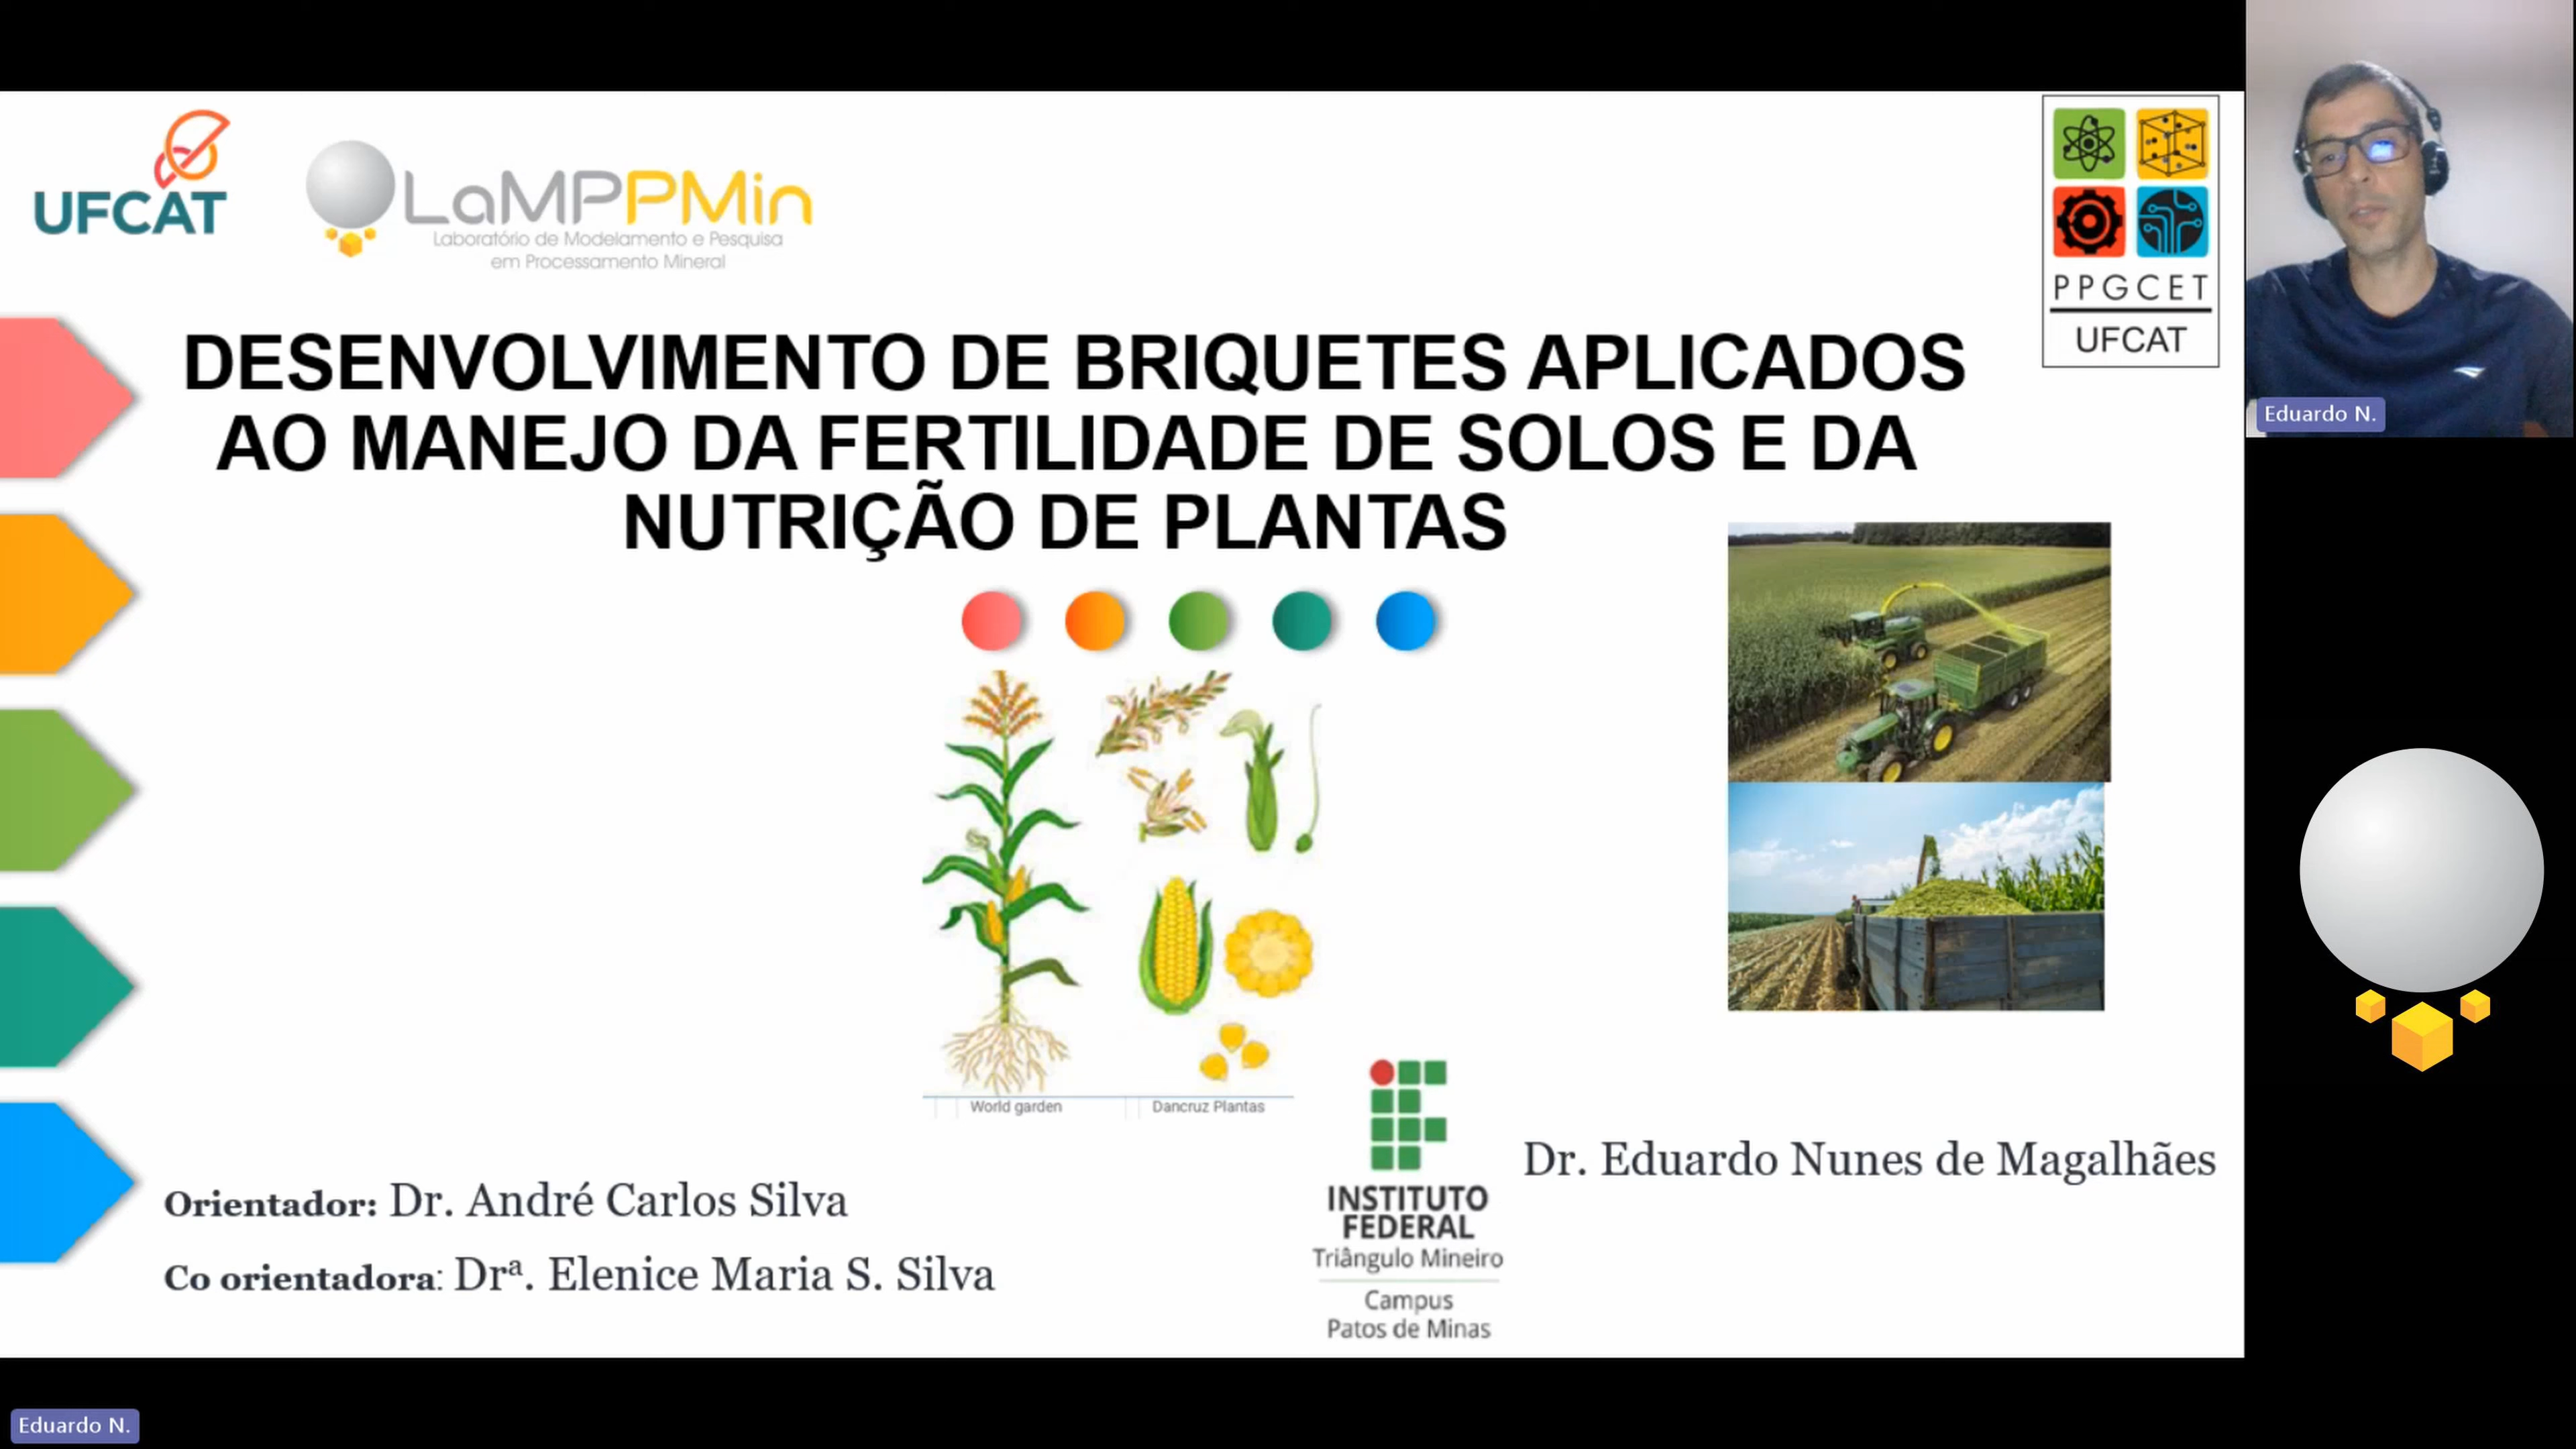 UFCAT
LaMPPMin
Laboratório de Modelamento e Pesquisa
em Processamento Mineral
PPGCET
UFCAT
Eduardo N.
DESENVOLVIMENTO DE BRIQUETES APLICADOS
AO MANEJO DA FERTILIDADE DE SOLOS E DA
NUTRIÇÃO DE PLANTAS
World garden
Dancruz Plantas
Orientador: Dr. André Carlos Silva
Co orientadora: Drª. Elenice Maria S. Silva
INSTITUTO
FEDERAL
Triângulo Mineiro
Campus
Patos de Minas
Dr. Eduardo Nunes de Magalhães
Eduardo N.